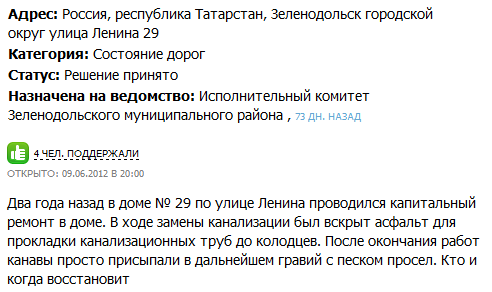 Адрес: Россия, республика Татарстан, Зеленодольск городской
округ улица Ленина 29
Категория: Состояние дорог
Статус: Решение принято
Назначена на ведомство: Исполнительный комитет
Зеленодольского муниципального района , 73 ДН. НАЗАД
4 ЧЕЛ. ПОДДЕРЖАЛИ
ОТКРЫТО: 09.06.2012 В 20:00
Два года назад в доме № 29 по улице Ленина проводился капитальный
ремонт в доме. В ходе замены канализации был вскрыт асфальт для
прокладки канализационных труб до колодцев. После окончания работ
канавы просто присыпали в дальнейшем гравий с песком просел. Кто и
когда восстановит